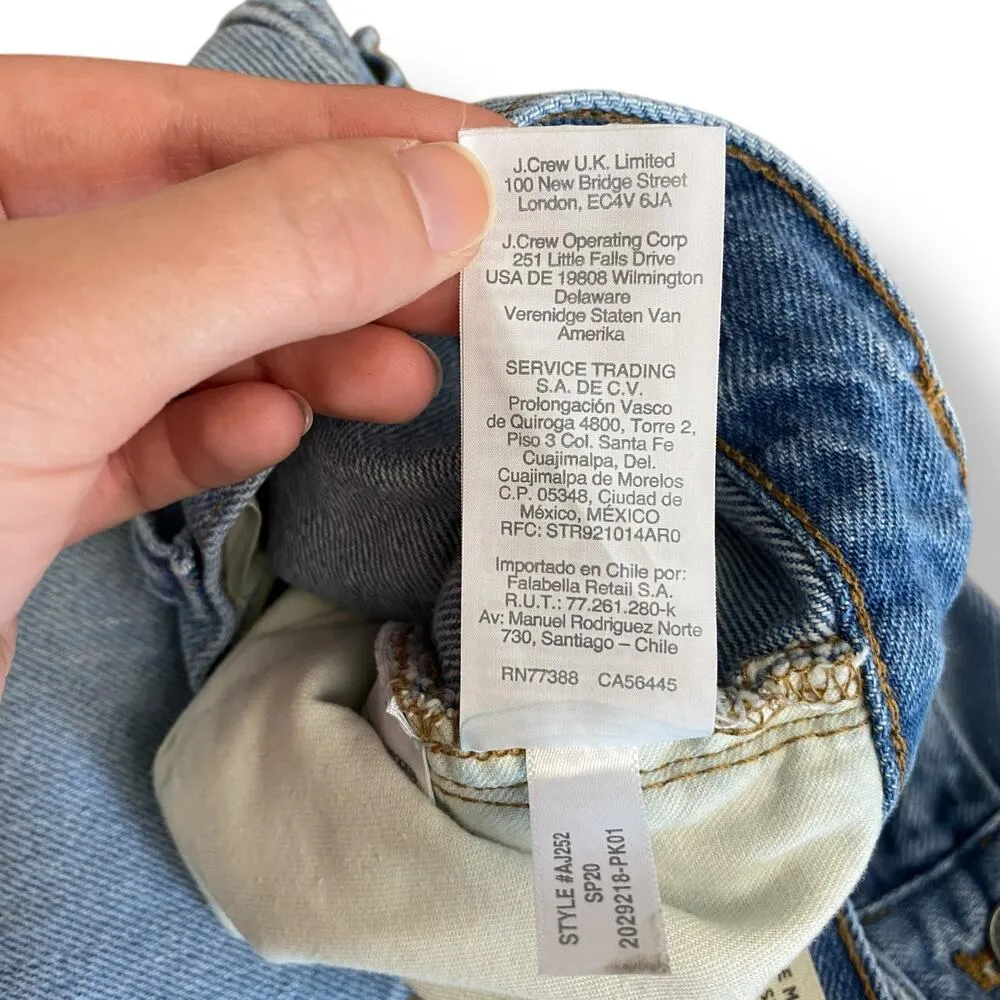 J.Crew U.K. Limited
100 New Bridge Street
London, EC4V 6JA
J.Crew Operating Corp
251 Little Falls Drive
USA DE 19808 Wilmington
Delaware
Verenidge Staten Van
Amerika
SERVICE TRADING
S.A. DE C.V.
Prolongación Vasco
de Quiroga 4800, Torre 2,
Piso 3 Col. Santa Fe
Cuajimalpa, Del.
Cuajimalpa de Morelos
C.P. 05348, Ciudad de
México, MÉXICO
RFC: STR921014AR0
Importado en Chile por:
Falabella Retail S.A.
R.U.T.: 77.261.280-k
Av: Manuel Rodriguez Norte
730, Santiago – Chile
RN77388 CA56445
STYLE #AJ252
SP20
2029218-PK01